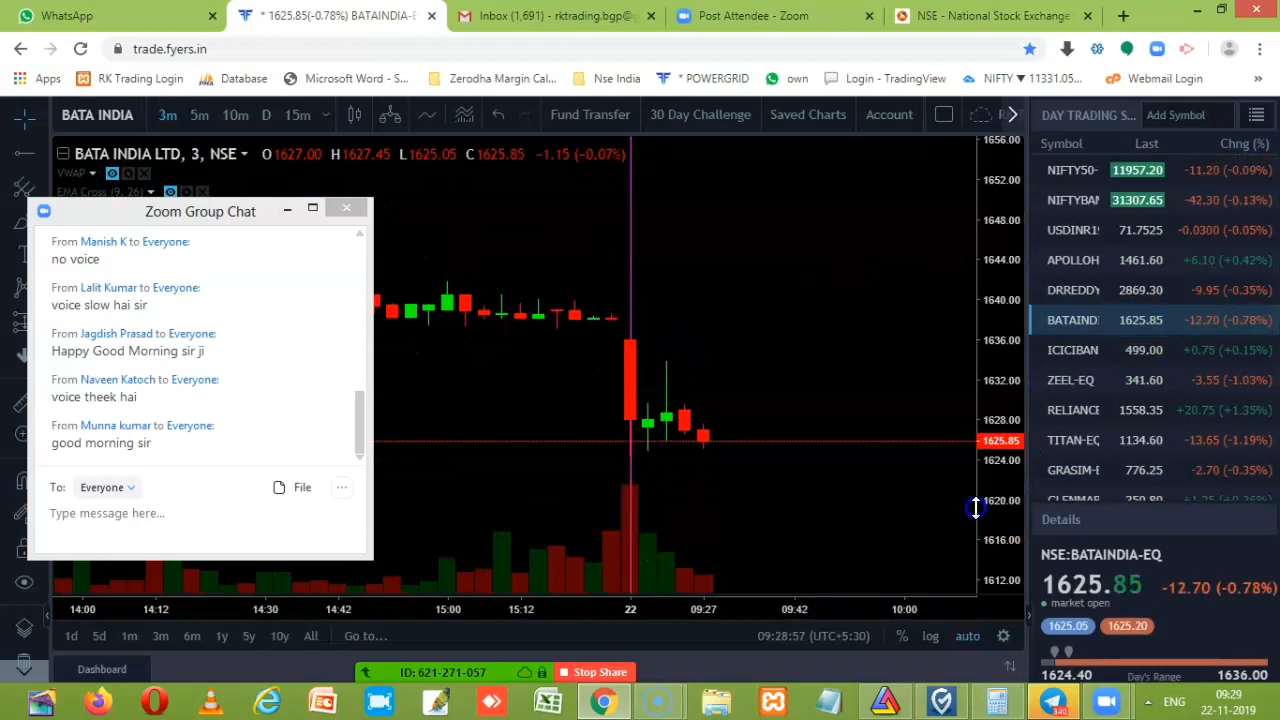 WhatsApp
* 1625.85(-0.78%) BATAINDIA-E
Inbox (1,691) - rktrading.bgp@g
Post Attendee - Zoom
NSE - National Stock Exchange
trade.fyers.in
Apps
RK Trading Login
Database
Microsoft Word - S...
Zerodha Margin Cal...
Nse India
* POWERGRID
own
Login - TradingView
NIFTY ▼ 11331.05...
Webmail Login
»
BATA INDIA
3m
5m
10m
D
15m
Fund Transfer
30 Day Challenge
Saved Charts
Account
DAY TRADING S...
Add Symbol
BATA INDIA LTD, 3, NSE
O1627.00 H1627.45 L1625.05 C1625.85 -1.15 (-0.07%)
VWAP
EMA Cross (9, 26)
Symbol Last Chng (%)
NIFTY50- 11957.20 -11.20 (-0.09%)
NIFTYBAN 31307.65 -42.30 (-0.13%)
USDINR1 71.7525 -0.0300 (-0.05%)
APOLLOH 1461.60 +6.10 (+0.42%)
DRREDDY 2869.30 -9.95 (-0.35%)
BATAIND 1625.85 -12.70 (-0.78%)
ICICIBAN 499.00 +0.75 (+0.15%)
ZEEL-EQ 341.60 -3.55 (-1.03%)
RELIANCE 1558.35 +20.75 (+1.35%)
TITAN-EQ 1134.60 -13.65 (-1.19%)
GRASIM-E 776.25 -2.70 (-0.35%)
Zoom Group Chat
From Manish K to Everyone:
no voice
From Lalit Kumar to Everyone:
voice slow hai sir
From Jagdish Prasad to Everyone:
Happy Good Morning sir ji
From Naveen Katoch to Everyone:
voice theek hai
From Munna kumar to Everyone:
good morning sir
To: Everyone
File
...
Type message here...
1656.00
1652.00
1648.00
1644.00
1640.00
1636.00
1632.00
1628.00
1625.85
1624.00
1620.00
1616.00
1612.00
14:00
14:12
14:30
14:42
15:00
15:12
22
09:27
09:42
10:00
1d 5d 1m 3m 6m 1y 5y 10y All
Go to...
09:28:57 (UTC+5:30)
%
log
auto
Details
NSE:BATAINDIA-EQ
1625.85
-12.70 (-0.78%)
market open
1625.05
1625.20
1624.40 Day's Range 1636.00
Dashboard
ID: 621-271-057
Stop Share
340
ENG
09:29
22-11-2019